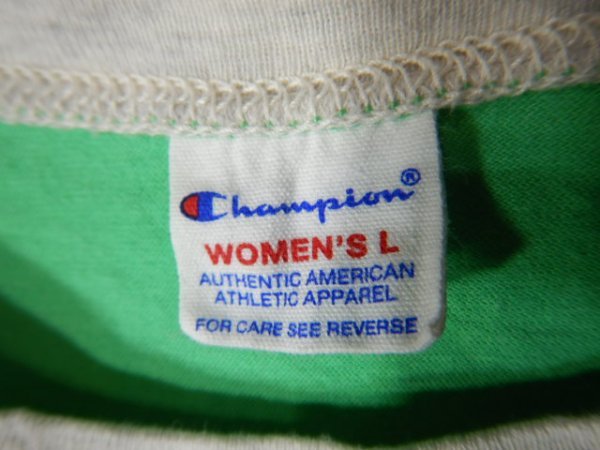 Champion®
WOMEN'S L
AUTHENTIC AMERICAN
ATHLETIC APPAREL
FOR CARE SEE REVERSE